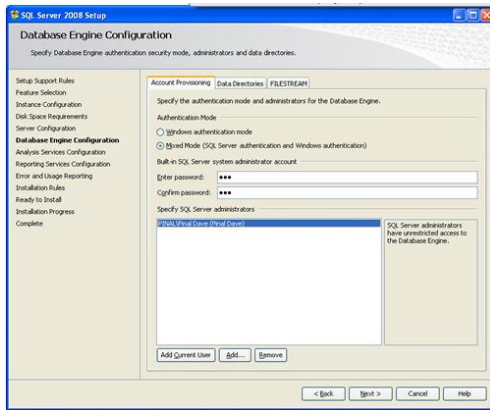 SQL Server 2008 Setup
Database Engine Configuration
Specify Database Engine authentication security mode, administrators and data directories.
Setup Support Rules
Feature Selection
Instance Configuration
Disk Space Requirements
Server Configuration
Database Engine Configuration
Analysis Services Configuration
Reporting Services Configuration
Error and Usage Reporting
Installation Rules
Ready to Install
Installation Progress
Complete
Account Provisioning Data Directories FILESTREAM
Specify the authentication mode and administrators for the Database Engine.
Authentication Mode
Windows authentication mode
Mixed Mode (SQL Server authentication and Windows authentication)
Built-in SQL Server system administrator account
Enter password: •••
Confirm password: •••
Specify SQL Server administrators
PINAL\Pinal Dave (Pinal Dave)
SQL Server administrators
have unrestricted access to
the Database Engine.
Add Current User Add... Remove
< Back Next > Cancel Help